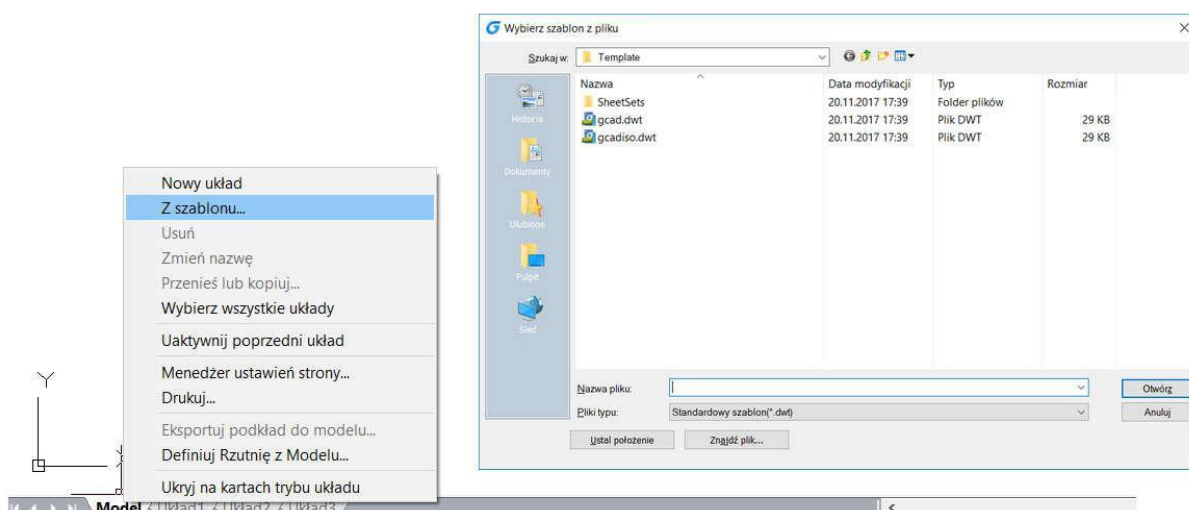 Wybierz szablon z pliku
Szukaj w: Template
Nazwa Data modyfikacji Typ Rozmiar
SheetSets 20.11.2017 17:39 Folder plików
gcad.dwt 20.11.2017 17:39 Plik DWT 29 KB
gcadiso.dwt 20.11.2017 17:39 Plik DWT 29 KB
Historia
Dokumenty
Ulubione
Pulpit
Sieć
Nazwa pliku: Otwórz
Pliki typu: Standardowy szablon(*.dwt) Anuluj
Ustal położenie Znajdź plik...
Nowy układ
Z szablonu...
Usuń
Zmień nazwę
Przenieś lub kopiuj...
Wybierz wszystkie układy
Uaktywnij poprzedni układ
Menedżer ustawień strony...
Drukuj...
Eksportuj podkład do modelu...
Definiuj Rzutnię z Modelu...
Ukryj na kartach trybu układu
Y
Model Układ1 Układ2 Układ3